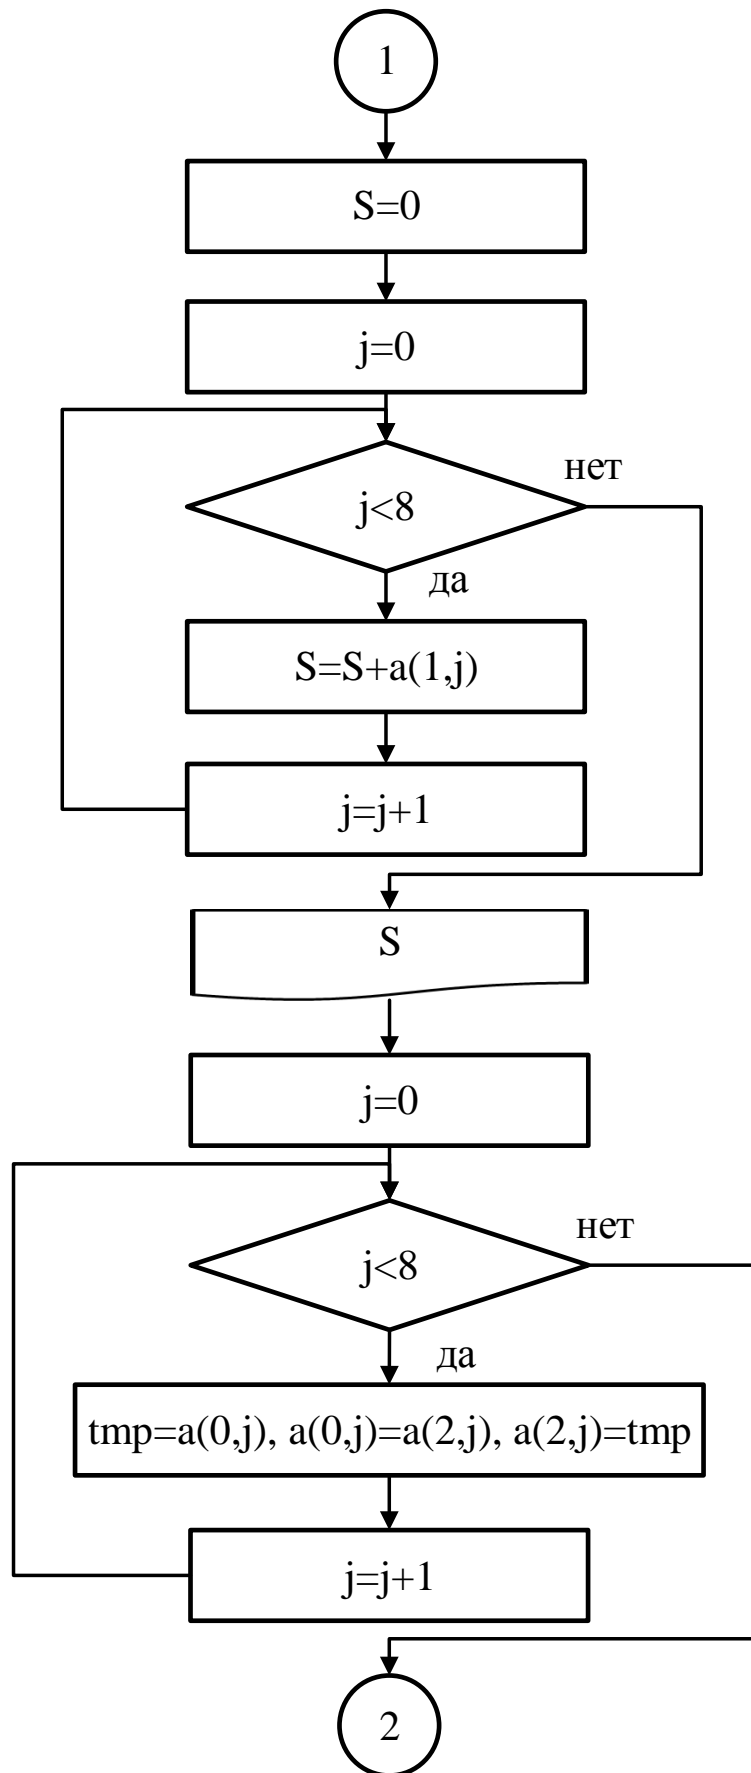 1
S=0
j=0
нет
j<8
да
S=S+a(1,j)
j=j+1
S
j=0
нет
j<8
да
tmp=a(0,j), a(0,j)=a(2,j), a(2,j)=tmp
j=j+1
2